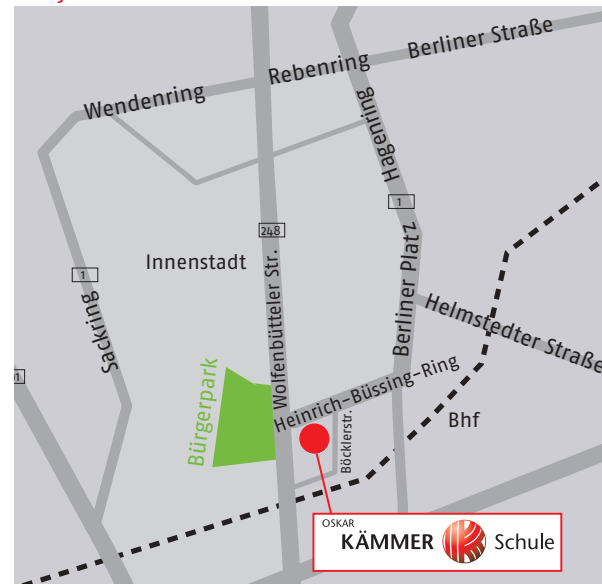 Berliner Straße
Rebenring
Wendenring
Hagenring
1
248
Innenstadt
Wolfenbütteler Str.
Berliner Platz
1
Sackring
Helmstedter Straße
Bürgerpark
Heinrich-Büssing-Ring
Bhf
Böcklerstr.
OSKAR
KÄMMER Schule